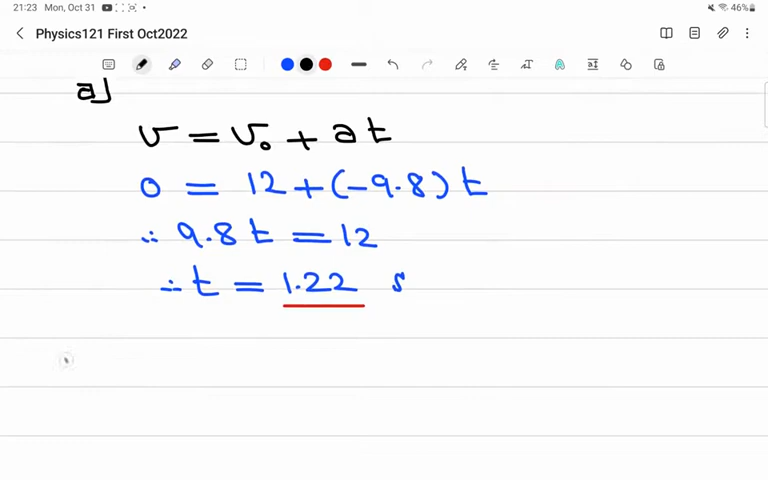 21:23 Mon, Oct 31 46%
Physics121 First Oct2022
a)
v = v₀ + at
0 = 12 + (-9.8) t
∴ 9.8 t = 12
∴ t = 1.22 s